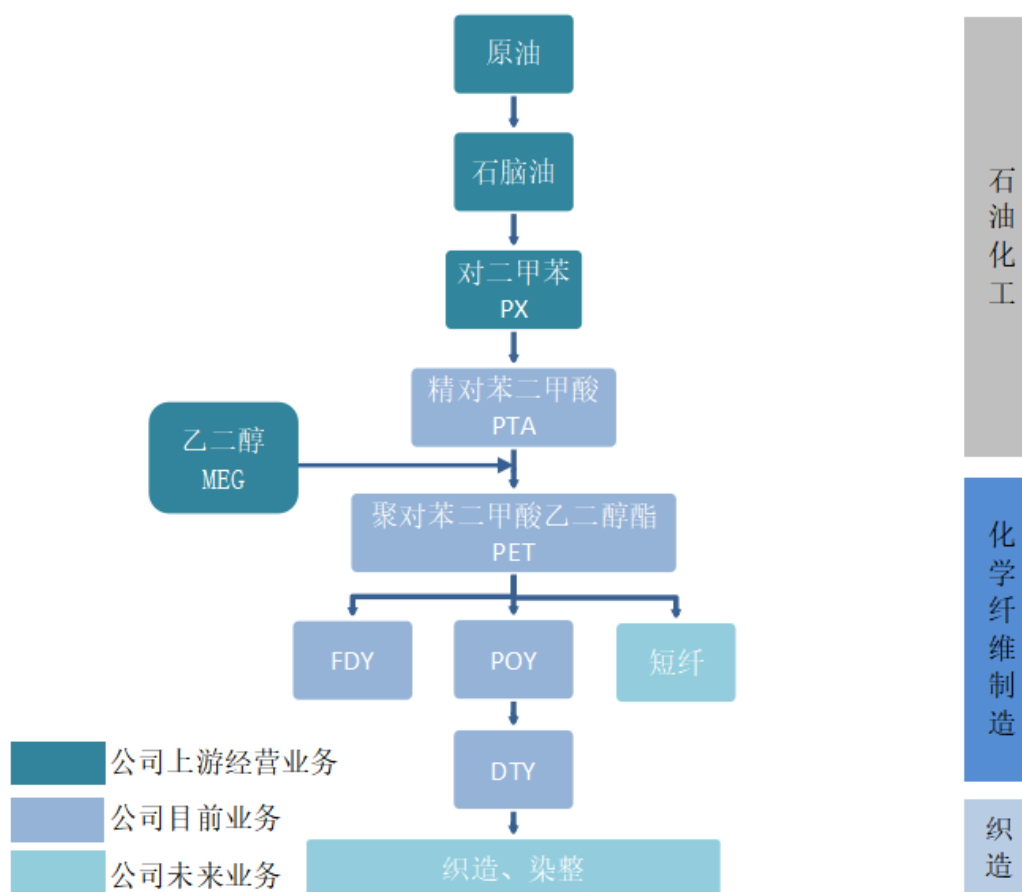 原油
石脑油
对二甲苯
PX
精对苯二甲酸
PTA
乙二醇
MEG
聚对苯二甲酸乙二醇酯
PET
FDY
POY
短纤
DTY
织造、染整
公司上游经营业务
公司目前业务
公司未来业务
石油化工
化学纤维制造
织造